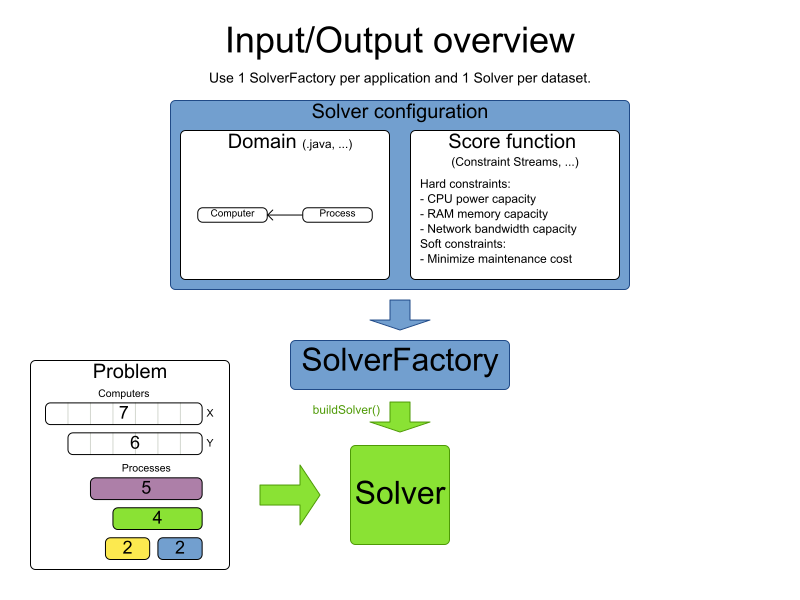 Input/Output overview
Use 1 SolverFactory per application and 1 Solver per dataset.
Solver configuration
Domain (.java, ...)
Computer
Process
Score function
(Constraint Streams, ...)
Hard constraints:
- CPU power capacity
- RAM memory capacity
- Network bandwidth capacity
Soft constraints:
- Minimize maintenance cost
SolverFactory
buildSolver()
Problem
Computers
7 X
6 Y
Processes
5
4
2 2
Solver